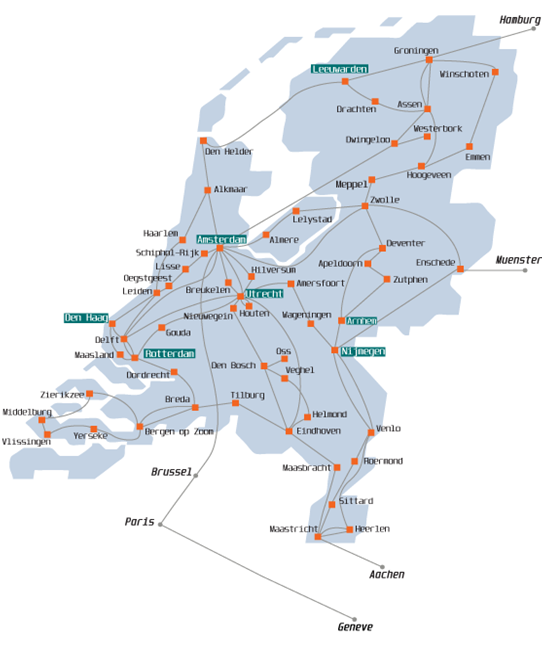 Hamburg
Groningen
Leeuwarden
Winschoten
Drachten
Assen
Westerbork
Dwingeloo
Den Helder
Emmen
Hoogeveen
Meppel
Alkmaar
Zwolle
Lelystad
Haarlem
Amsterdam
Almere
Deventer
Schiphol-Rijk
Lisse
Hilversum
Apeldoorn
Enschede
Muenster
Oegstgeest
Zutphen
Leiden
Breukelen
Utrecht
Amersfoort
Nieuwegein
Houten
Wageningen
Den Haag
Arnhem
Gouda
Delft
Maasland
Rotterdam
Oss
Nijmegen
Dordrecht
Den Bosch
Veghel
Zierikzee
Breda
Tilburg
Middelburg
Helmond
Vlissingen
Yerseke
Bergen op Zoom
Eindhoven
Venlo
Brussel
Maasbracht
Roermond
Sittard
Paris
Maastricht
Heerlen
Aachen
Geneve